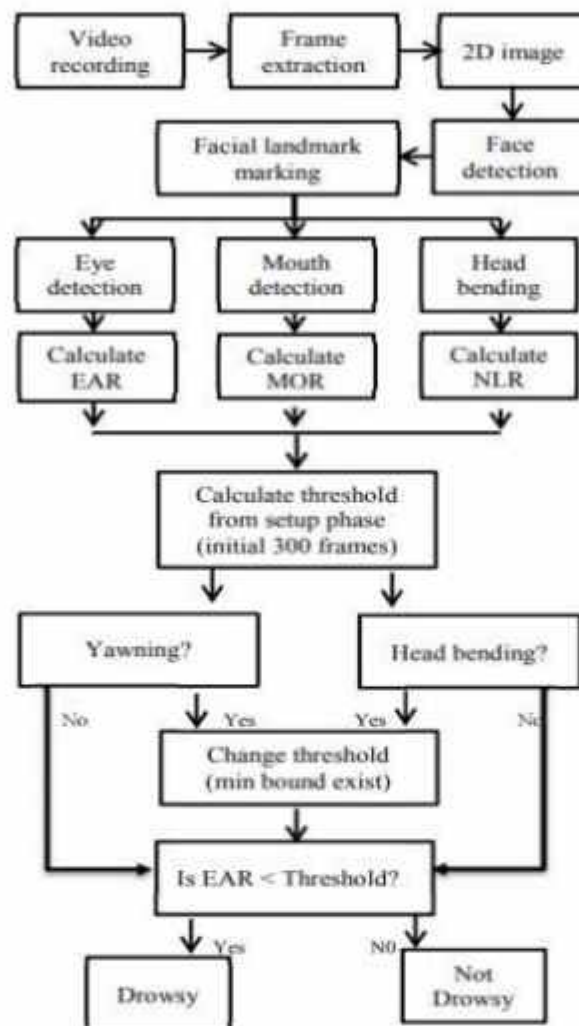 Video
recording
Frame
extraction
2D image
Facial landmark
marking
Face
detection
Eye
detection
Mouth
detection
Head
bending
Calculate
EAR
Calculate
MOR
Calculate
NLR
Calculate threshold
from setup phase
(initial 300 frames)
Yawning?
Head bending?
No
Yes
Yes
No
Change threshold
(min bound exist)
Is EAR < Threshold?
Yes
N0
Drowsy
Not
Drowsy